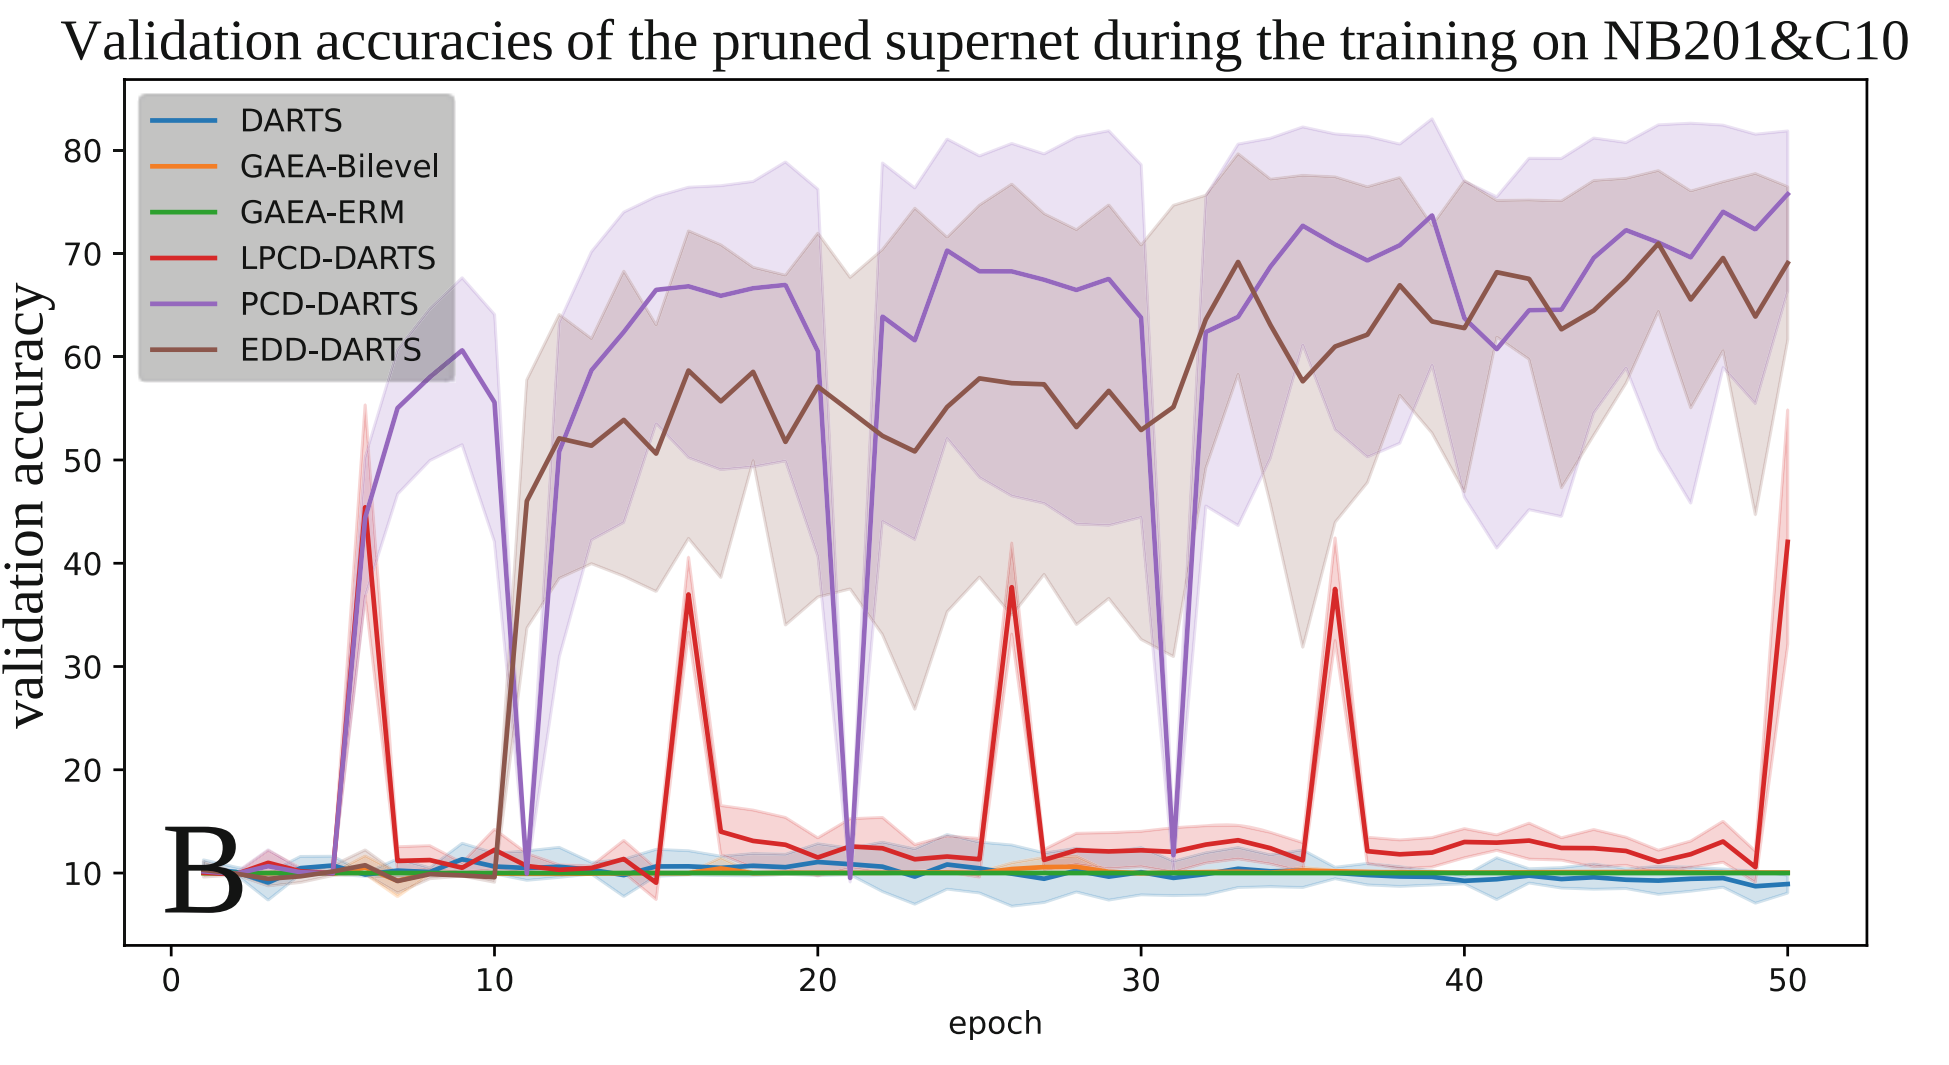 Validation accuracies of the pruned supernet during the training on NB201&C10
DARTS
GAEA-Bilevel
GAEA-ERM
LPCD-DARTS
PCD-DARTS
EDD-DARTS
validation accuracy
80
70
60
50
40
30
20
10
B
0 10 20 30 40 50
epoch